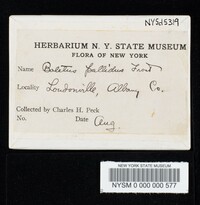 NYSd5319
HERBARIUM N. Y. STATE MUSEUM
FLORA OF NEW YORK
Name Boletus pallidus Frost
Locality Loudonville, Albany Co.
Collected by Charles H. Peck
No. Date Aug.
NEW YORK STATE MUSEUM
NYSM 0 000 000 577